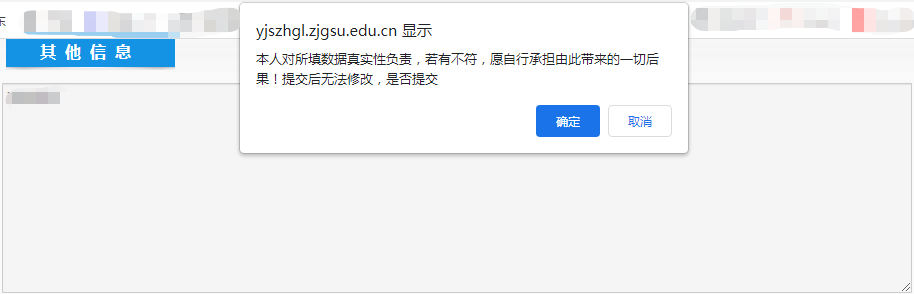 yjszhgl.zjgsu.edu.cn 显示
东
其他信息
本人对所填数据真实性负责，若有不符，愿自行承担由此带来的一切后
果！提交后无法修改，是否提交
确定
取消